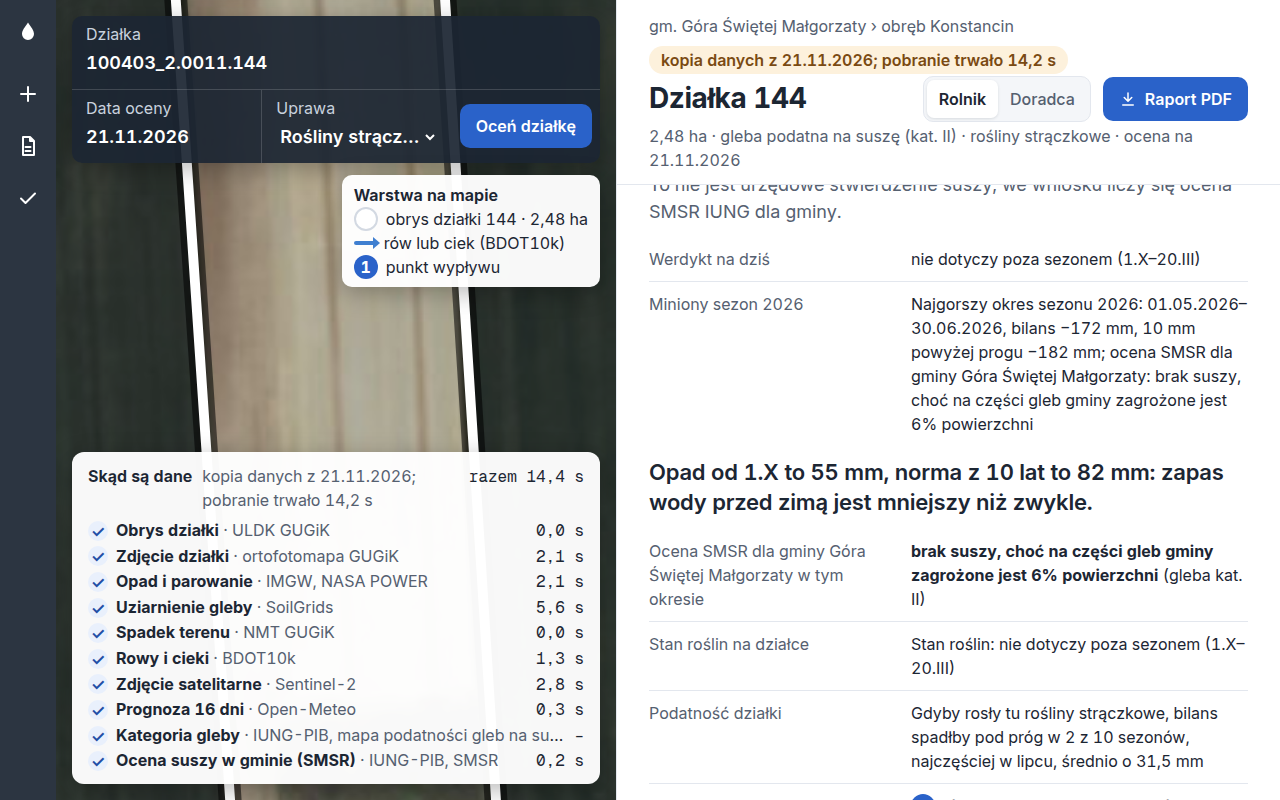 Działka
100403_2.0011.144
Data oceny
21.11.2026
Uprawa
Rośliny strącz...
Oceń działkę
Warstwa na mapie
obrys działki 144 · 2,48 ha
rów lub ciek (BDOT10k)
1 punkt wypływu
Skąd są dane kopia danych z 21.11.2026; razem 14,4 s
pobranie trwało 14,2 s
Obrys działki · ULDK GUGiK 0,0 s
Zdjęcie działki · ortofotomapa GUGiK 2,1 s
Opad i parowanie · IMGW, NASA POWER 2,1 s
Uziarnienie gleby · SoilGrids 5,6 s
Spadek terenu · NMT GUGiK 0,0 s
Rowy i cieki · BDOT10k 1,3 s
Zdjęcie satelitarne · Sentinel-2 2,8 s
Prognoza 16 dni · Open-Meteo 0,3 s
Kategoria gleby · IUNG-PIB, mapa podatności gleb na su... –
Ocena suszy w gminie (SMSR) · IUNG-PIB, SMSR 0,2 s
gm. Góra Świętej Małgorzaty › obręb Konstancin
kopia danych z 21.11.2026; pobranie trwało 14,2 s
Działka 144
Rolnik Doradca
Raport PDF
2,48 ha · gleba podatna na suszę (kat. II) · rośliny strączkowe · ocena na
21.11.2026
To nie jest urzędowe stwierdzenie suszy, we wniosku liczy się ocena
SMSR IUNG dla gminy.
Werdykt na dziś
nie dotyczy poza sezonem (1.X–20.III)
Miniony sezon 2026
Najgorszy okres sezonu 2026: 01.05.2026–
30.06.2026, bilans −172 mm, 10 mm
powyżej progu −182 mm; ocena SMSR dla
gminy Góra Świętej Małgorzaty: brak suszy,
choć na części gleb gminy zagrożone jest
6% powierzchni
Opad od 1.X to 55 mm, norma z 10 lat to 82 mm: zapas
wody przed zimą jest mniejszy niż zwykle.
Ocena SMSR dla gminy Góra
Świętej Małgorzaty w tym
okresie
brak suszy, choć na części gleb gminy
zagrożone jest 6% powierzchni (gleba kat.
II)
Stan roślin na działce
Stan roślin: nie dotyczy poza sezonem (1.X–
20.III)
Podatność działki
Gdyby rosły tu rośliny strączkowe, bilans
spadłby pod próg w 2 z 10 sezonów,
najczęściej w lipcu, średnio o 31,5 mm